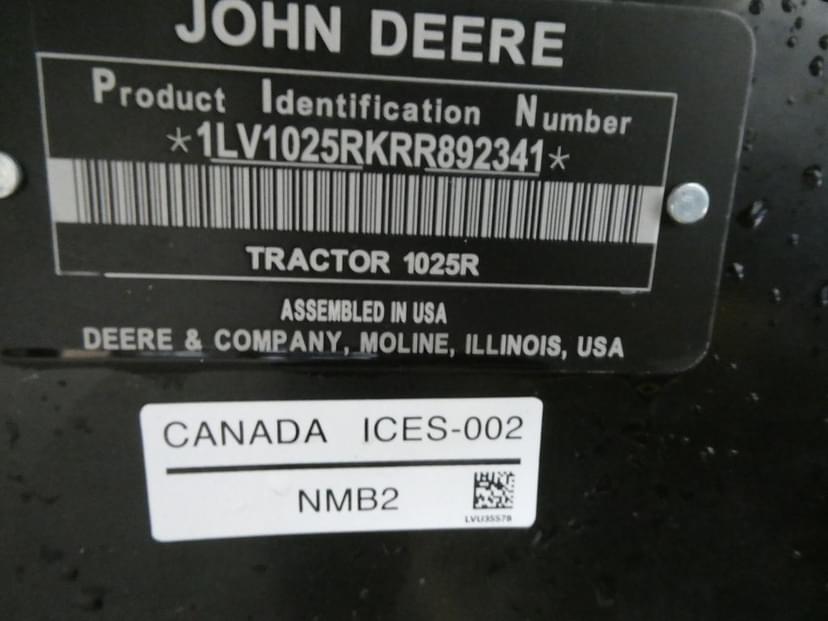 JOHN DEERE
Product Identification Number
*1LV1025RKRR892341*
TRACTOR 1025R
ASSEMBLED IN USA
DEERE & COMPANY, MOLINE, ILLINOIS, USA
CANADA ICES-002
NMB2
LVU35578